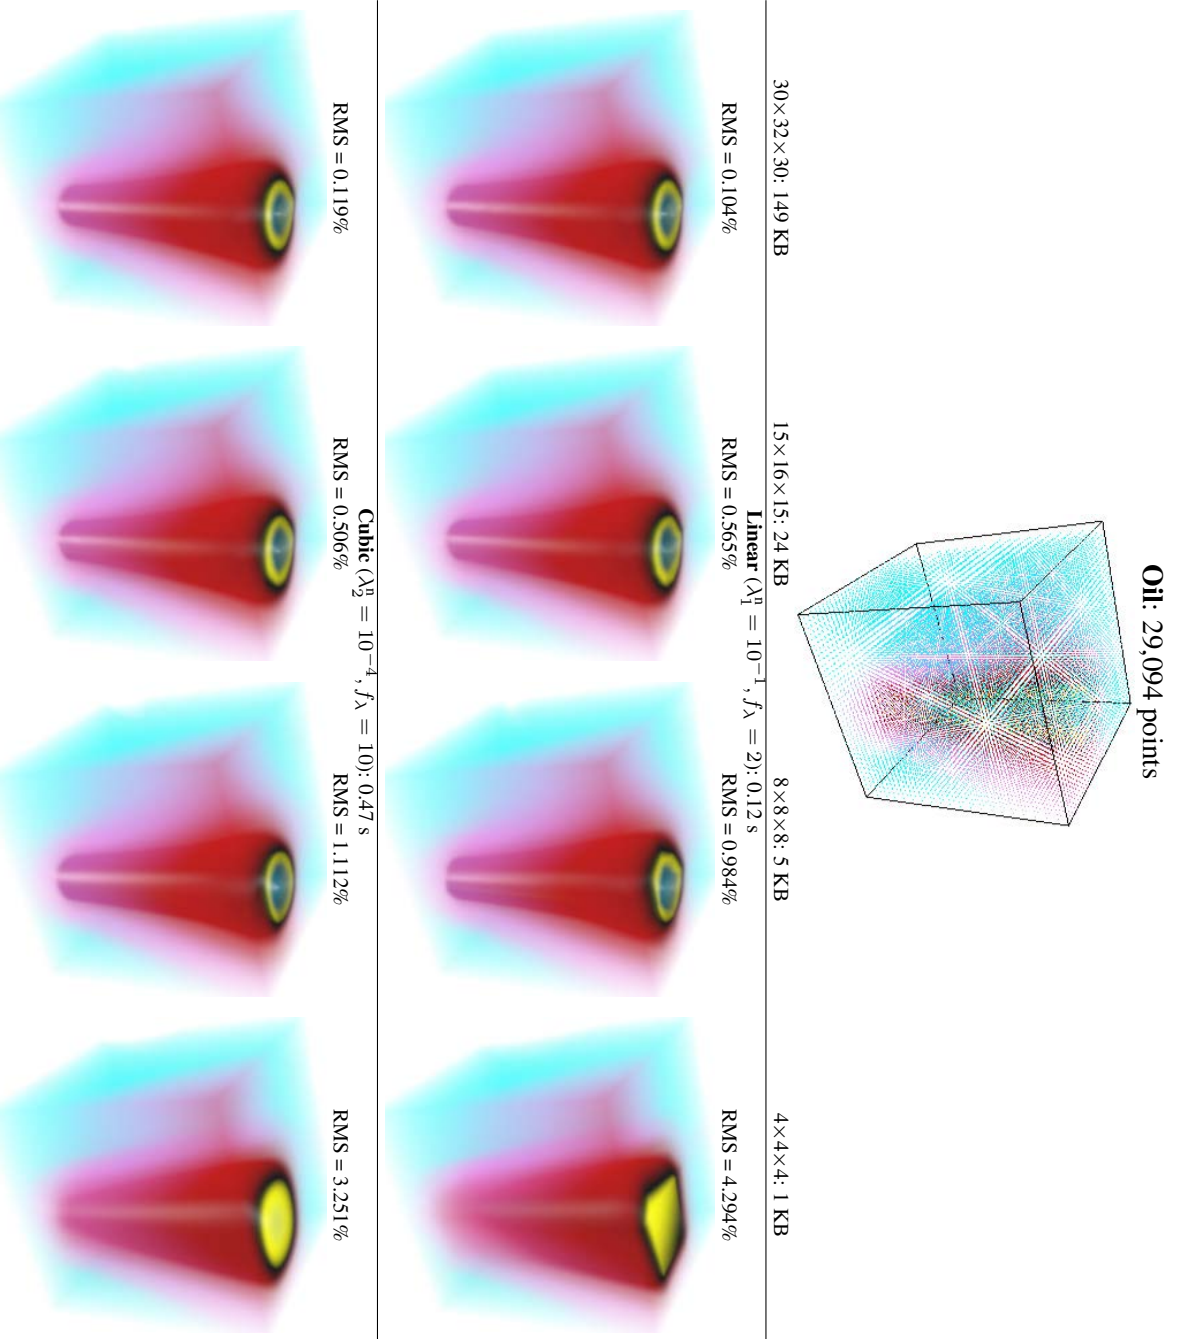 Oil: 29,094 points
30×32×30: 149 KB
15×16×15: 24 KB
8×8×8: 5 KB
4×4×4: 1 KB
Linear (λ₁ⁿ = 10⁻¹, f_λ = 2): 0.12 s
RMS = 0.104%
RMS = 0.565%
RMS = 0.984%
RMS = 4.294%
Cubic (λ₂ⁿ = 10⁻⁴, f_λ = 10): 0.47 s
RMS = 0.119%
RMS = 0.506%
RMS = 1.112%
RMS = 3.251%